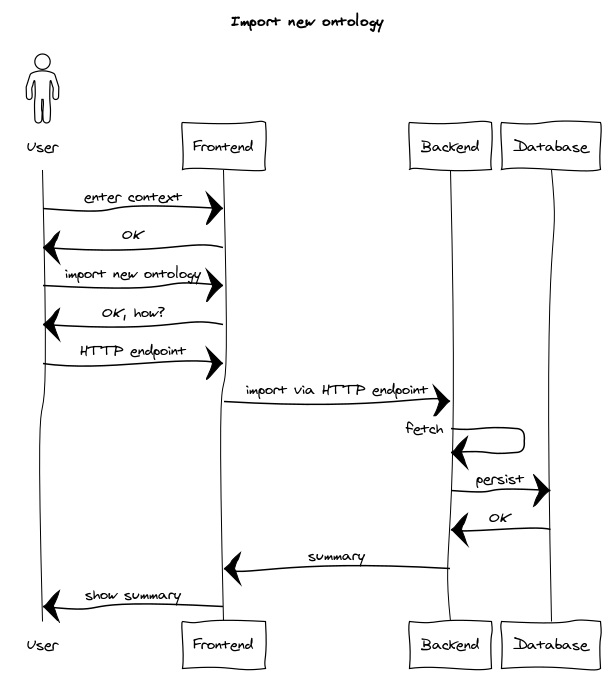 Import new ontology
User
Frontend
Backend
Database
enter context
OK
import new ontology
OK, how?
HTTP endpoint
import via HTTP endpoint
fetch
persist
OK
summary
show summary
User
Frontend
Backend
Database